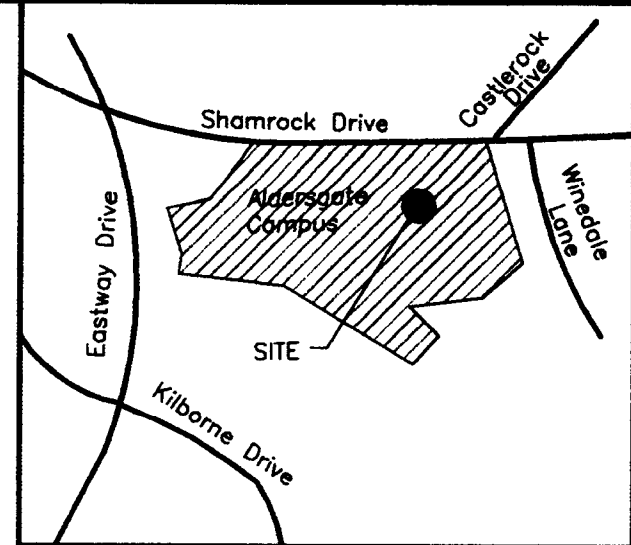 Castlerock
Drive
Shamrock Drive
Aldersgate
Campus
Winedale
Lane
Eastway Drive
SITE
Kilborne Drive